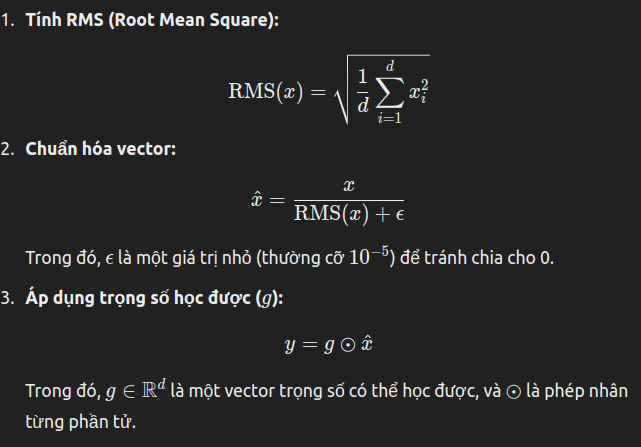 1. Tính RMS (Root Mean Square):
RMS(x) = √(1/d ∑_{i=1}^{d} x_i^2)
2. Chuẩn hóa vector:
x̂ = x / (RMS(x) + ϵ)
Trong đó, ϵ là một giá trị nhỏ (thường cỡ 10^{-5}) để tránh chia cho 0.
3. Áp dụng trọng số học được (g):
y = g ⊙ x̂
Trong đó, g ∈ ℝ^d là một vector trọng số có thể học được, và ⊙ là phép nhân
từng phần tử.